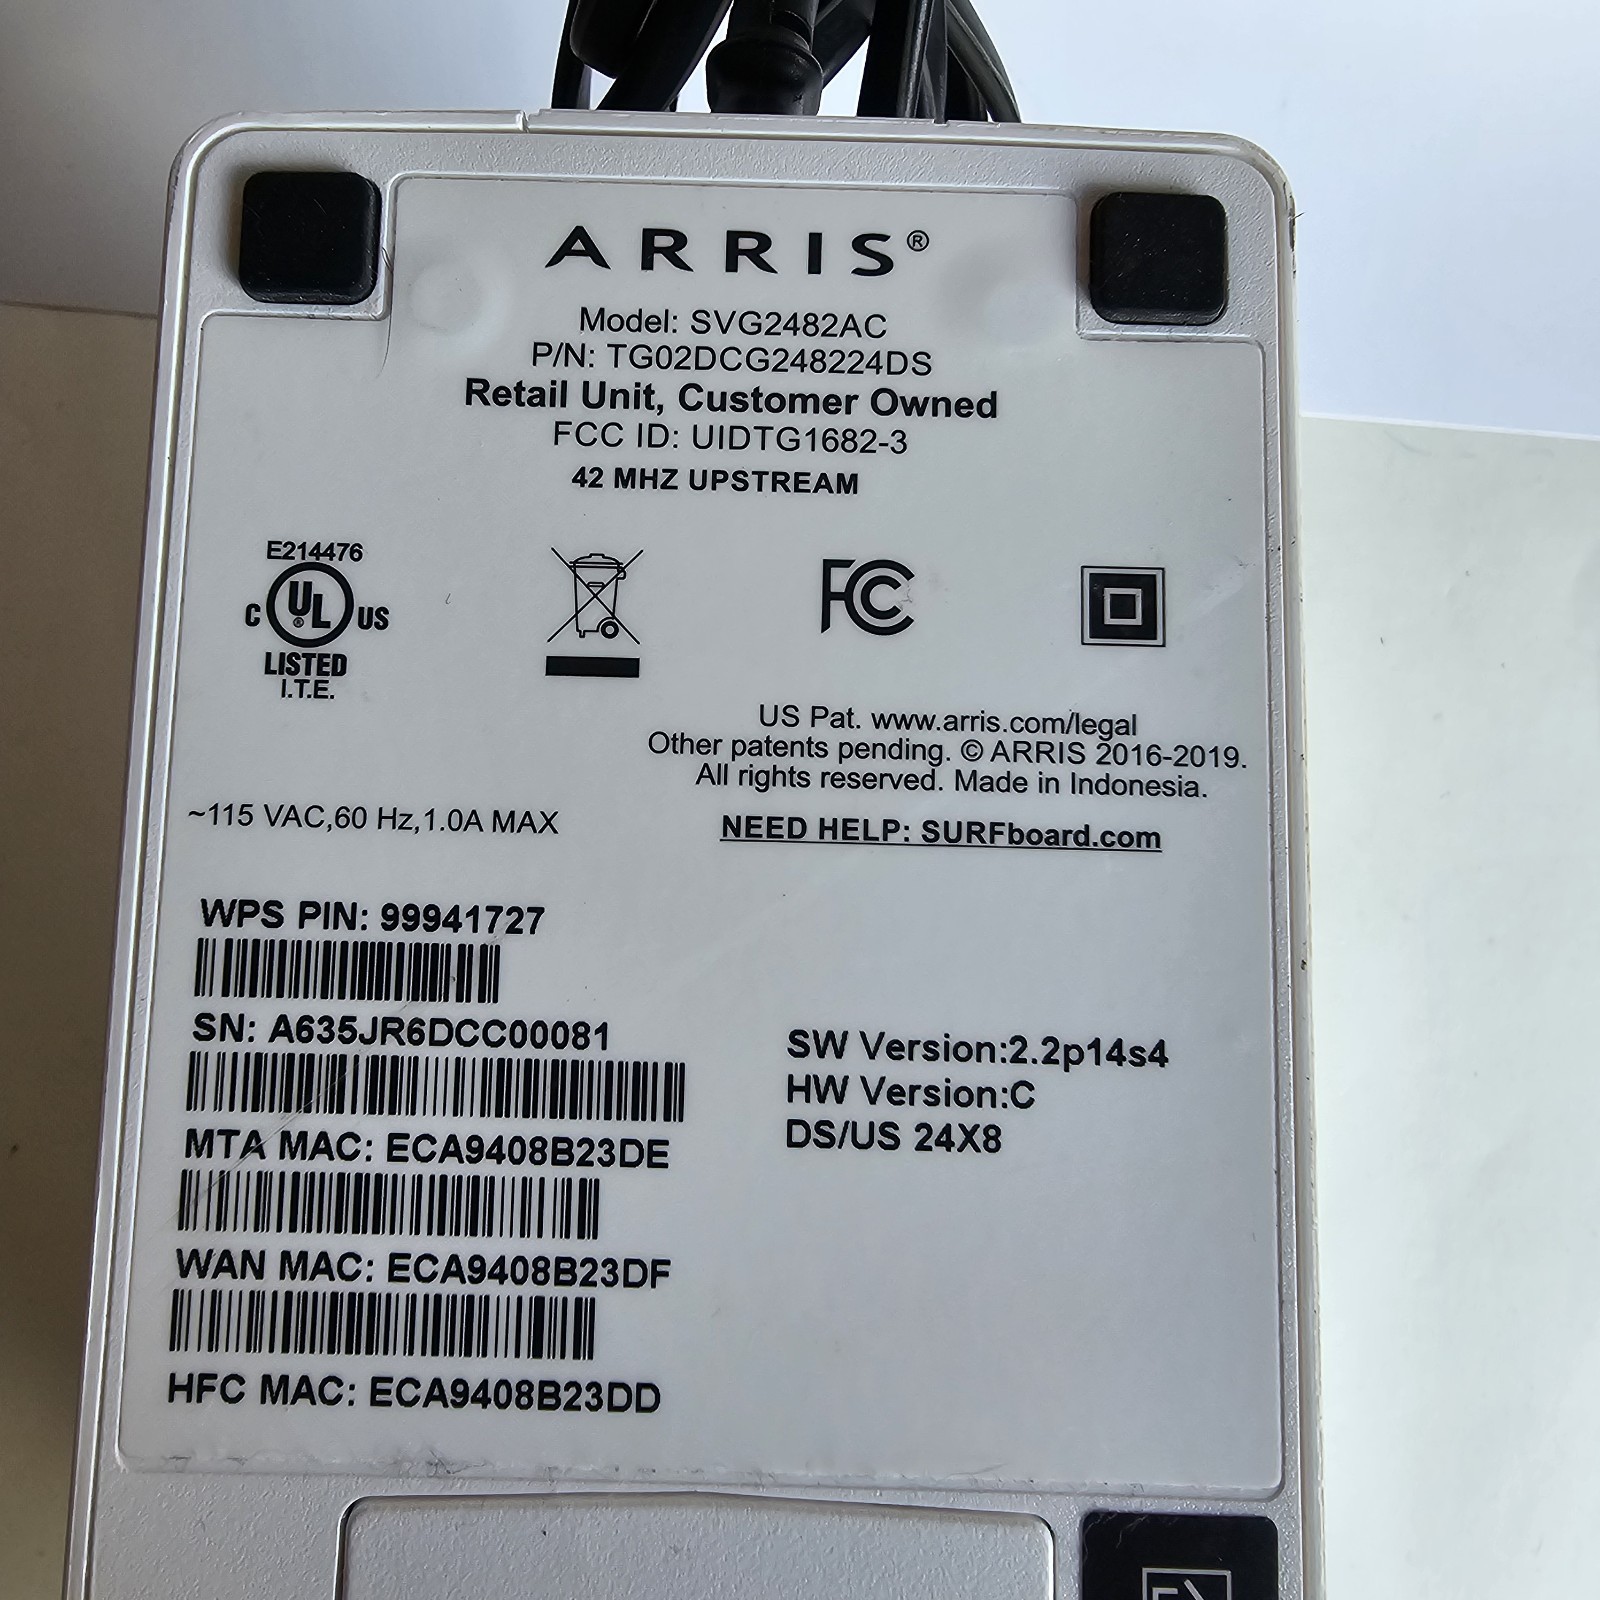 ARRIS®
Model: SVG2482AC
P/N: TG02DCG248224DS
Retail Unit, Customer Owned
FCC ID: UIDTG1682-3
42 MHZ UPSTREAM
E214476
C UL® US
LISTED
I.T.E.
FC
US Pat. www.arris.com/legal
Other patents pending. © ARRIS 2016-2019.
All rights reserved. Made in Indonesia.
~115 VAC,60 Hz,1.0A MAX
NEED HELP: SURFboard.com
WPS PIN: 99941727
SN: A635JR6DCC00081
MTA MAC: ECA9408B23DE
WAN MAC: ECA9408B23DF
HFC MAC: ECA9408B23DD
SW Version:2.2p14s4
HW Version:C
DS/US 24X8